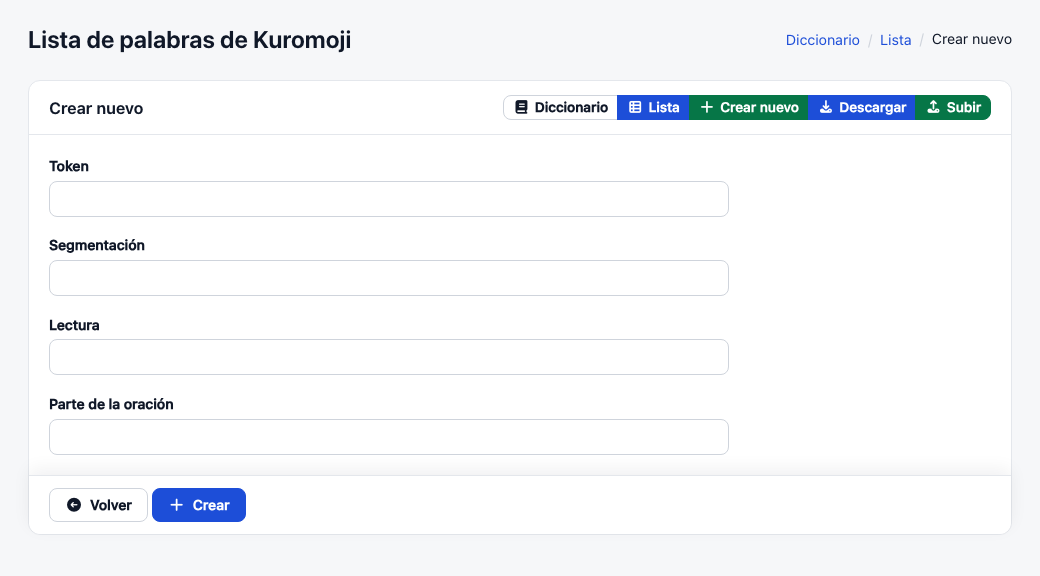 Lista de palabras de Kuromoji
Diccionario / Lista / Crear nuevo
Crear nuevo
Diccionario Lista Crear nuevo Descargar Subir
Token
Segmentación
Lectura
Parte de la oración
Volver Crear